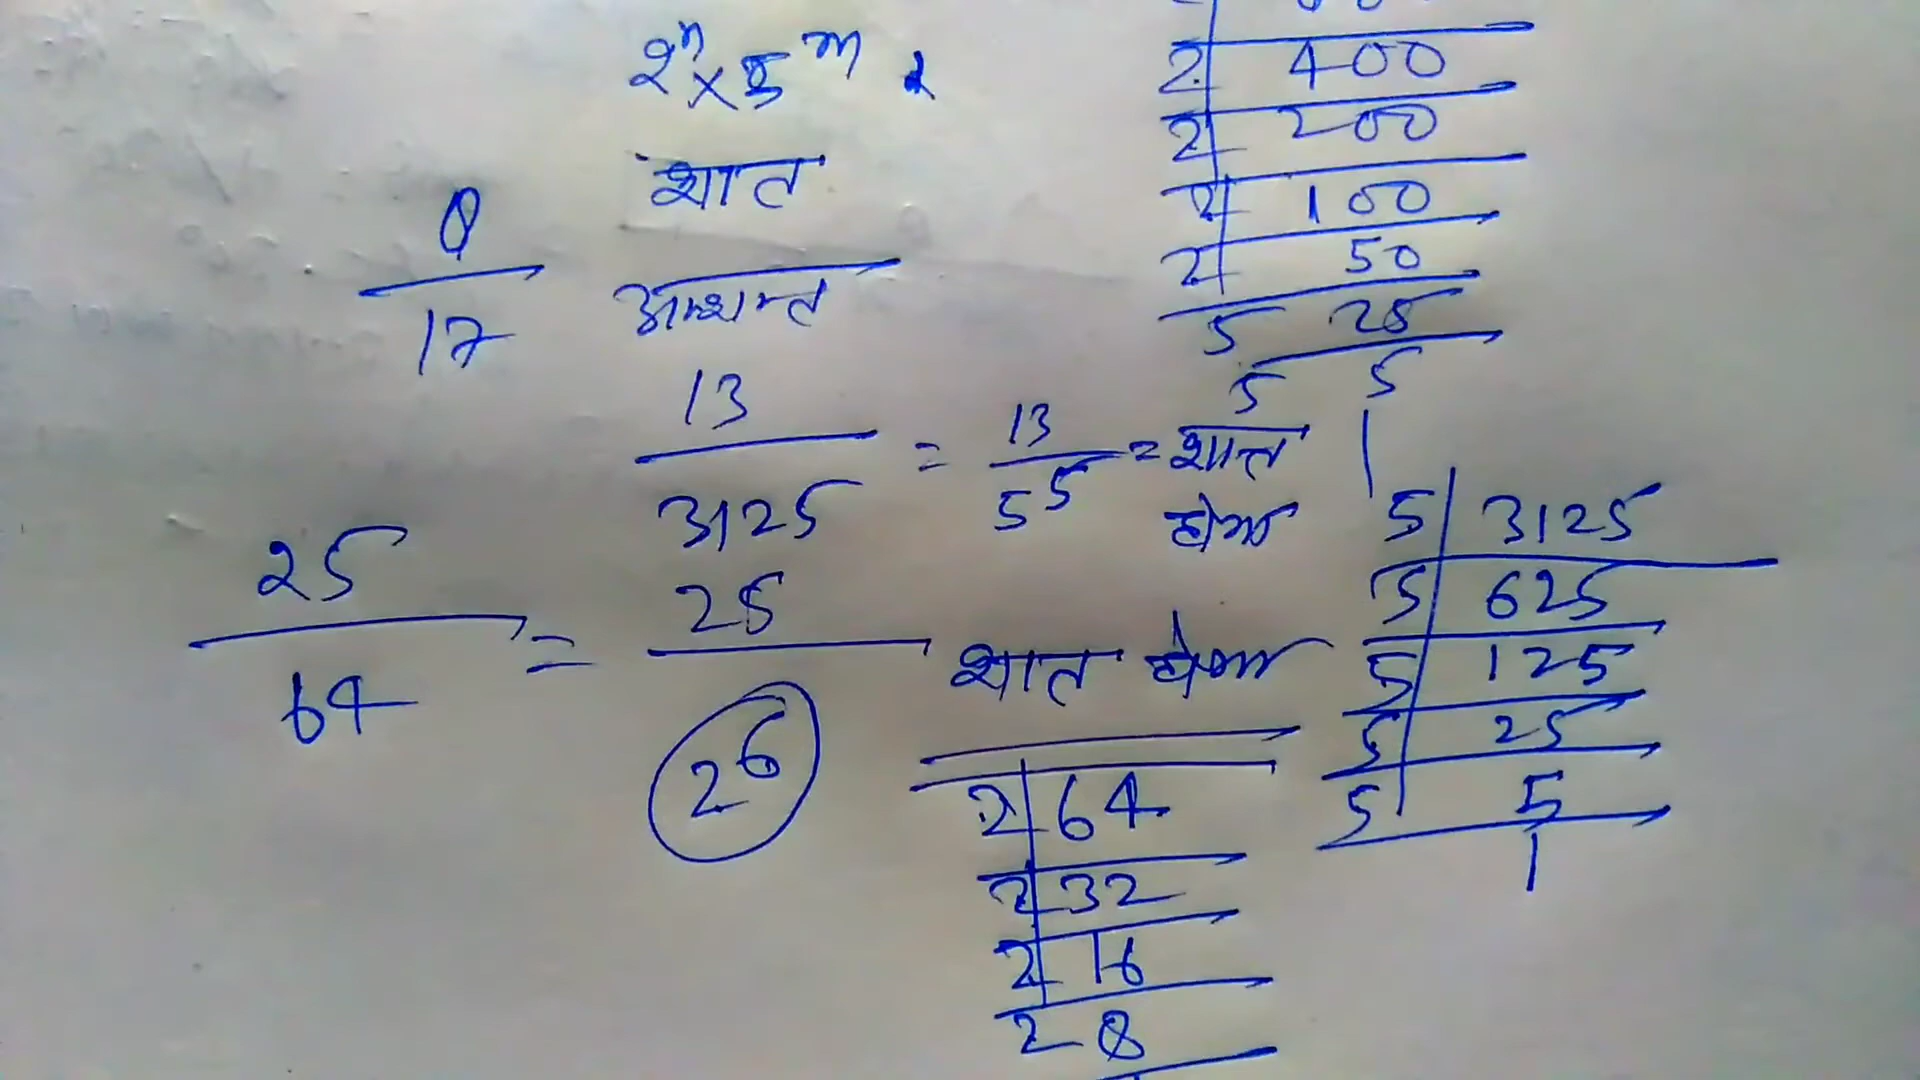 2ⁿ × 5ᵐ
शात
8
17
13
3125
= 13
5⁵
= शान्त
होगा
25
64
= 25
2⁶
शात होगा
2 | 400
2 | 200
2 | 100
2 | 50
5 25
5 5
1
5 | 3125
5 | 625
5 | 125
5 | 25
5 | 5
1
2 | 64
2 | 32
2 | 16
2 8